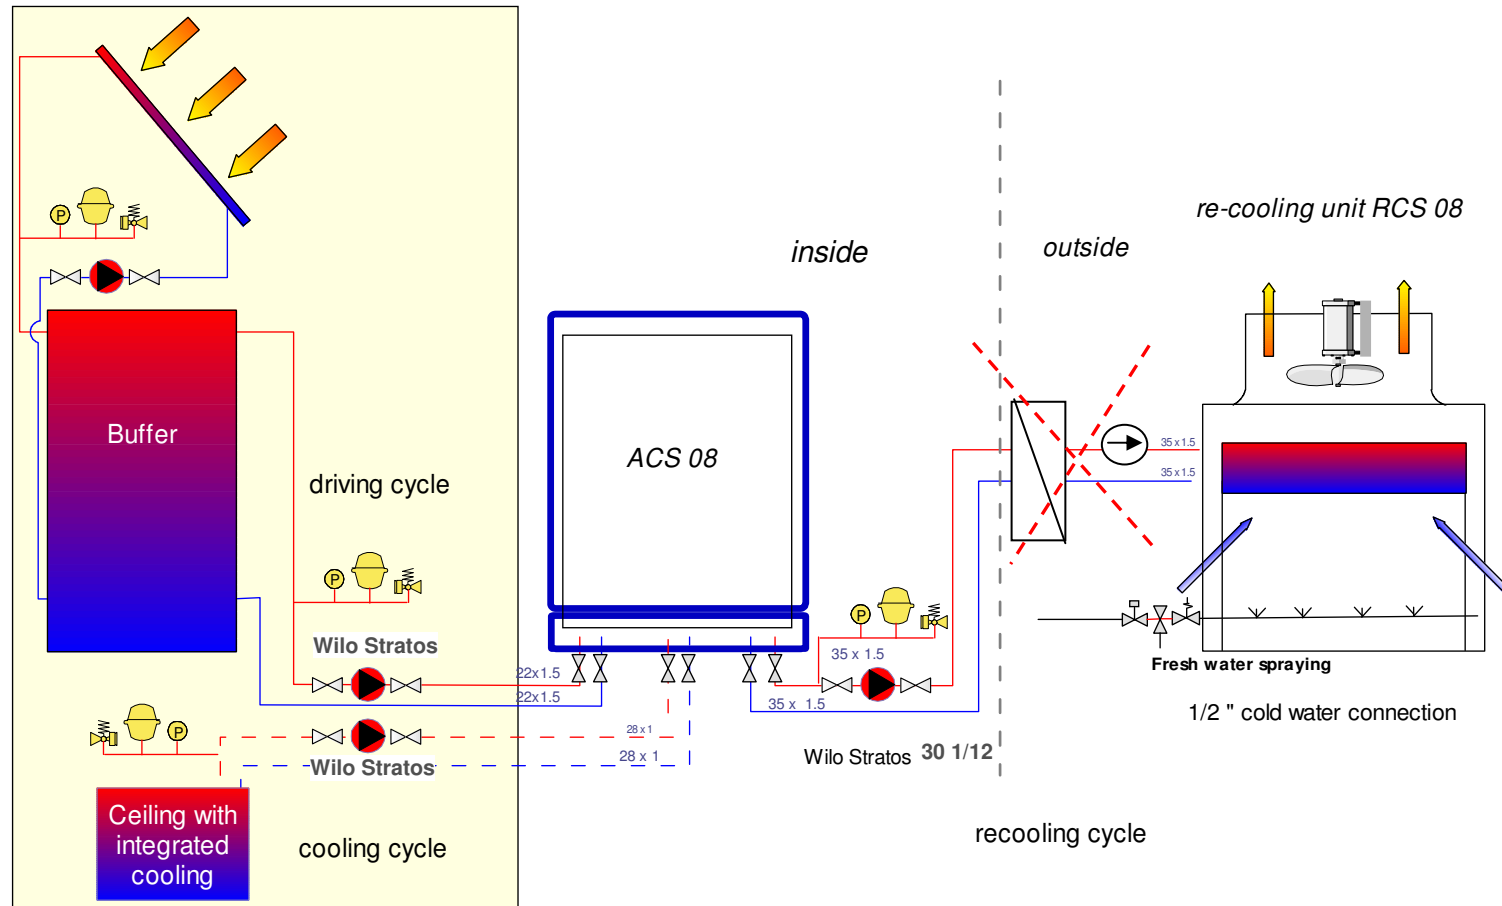 re-cooling unit RCS 08
P
inside
outside
Buffer
ACS 08
35 x 1.5
35 x 1.5
driving cycle
P
P
Wilo Stratos
22x1.5
22x1.5
35 x 1.5
35 x 1.5
Fresh water spraying
1/2 " cold water connection
P
28 x 1
28 x 1
Wilo Stratos
Wilo Stratos 30 1/12
Ceiling with
integrated
cooling
cooling cycle
recooling cycle